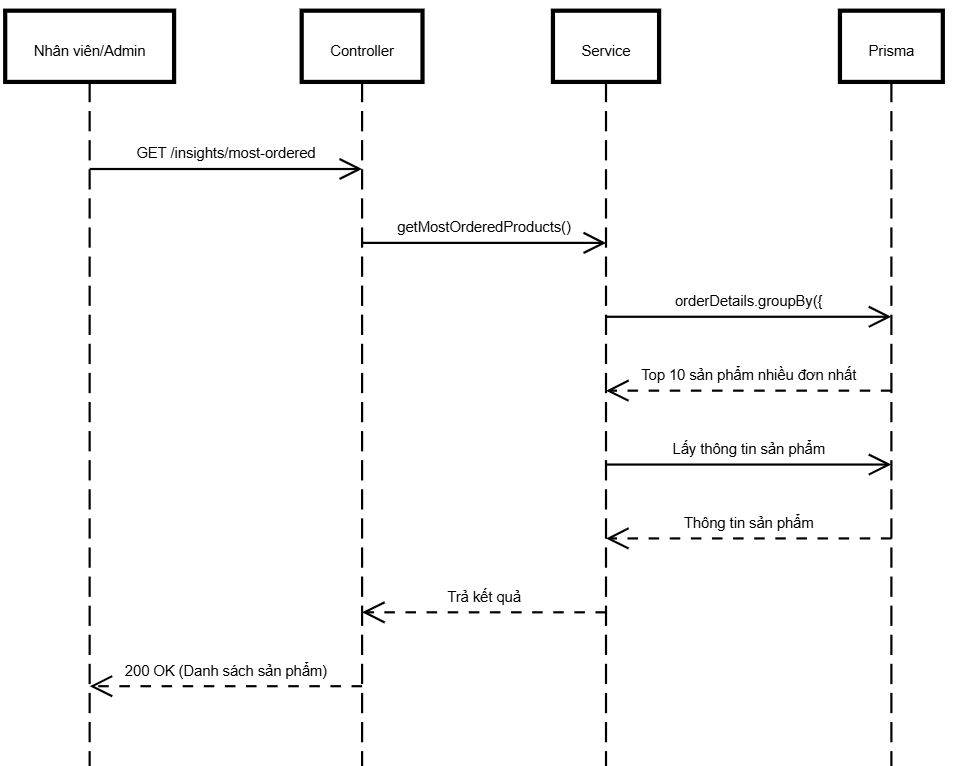 Nhân viên/Admin
Controller
Service
Prisma
GET /insights/most-ordered
getMostOrderedProducts()
orderDetails.groupBy({
Top 10 sản phẩm nhiều đơn nhất
Lấy thông tin sản phẩm
Thông tin sản phẩm
Trả kết quả
200 OK (Danh sách sản phẩm)